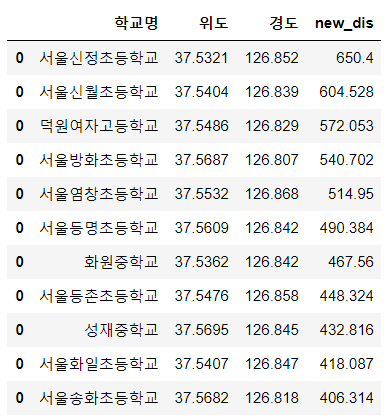 학교명 위도 경도 new_dis
0 서울신정초등학교 37.5321 126.852 650.4
0 서울신월초등학교 37.5404 126.839 604.528
0 덕원여자고등학교 37.5486 126.829 572.053
0 서울방화초등학교 37.5687 126.807 540.702
0 서울염창초등학교 37.5532 126.868 514.95
0 서울등명초등학교 37.5609 126.842 490.384
0 화원중학교 37.5362 126.842 467.56
0 서울등촌초등학교 37.5476 126.858 448.324
0 성재중학교 37.5695 126.845 432.816
0 서울화일초등학교 37.5407 126.847 418.087
0 서울송화초등학교 37.5682 126.818 406.314